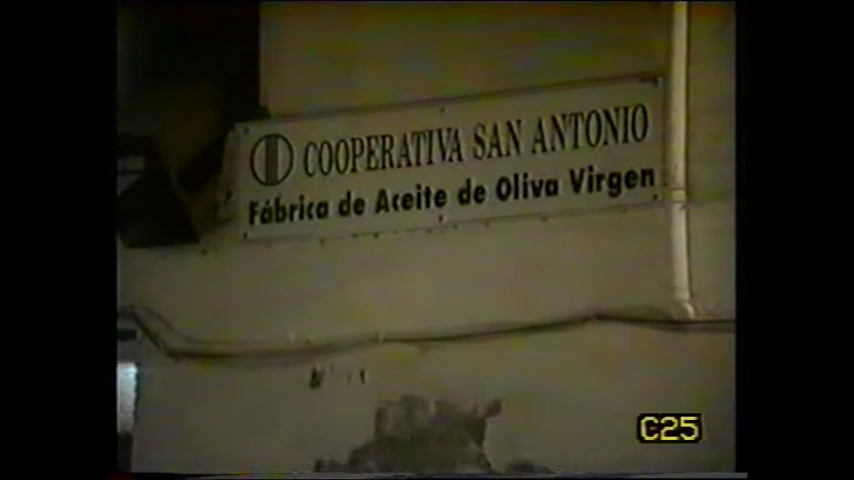 COOPERATIVA SAN ANTONIO
Fábrica de Aceite de Oliva Virgen
C25